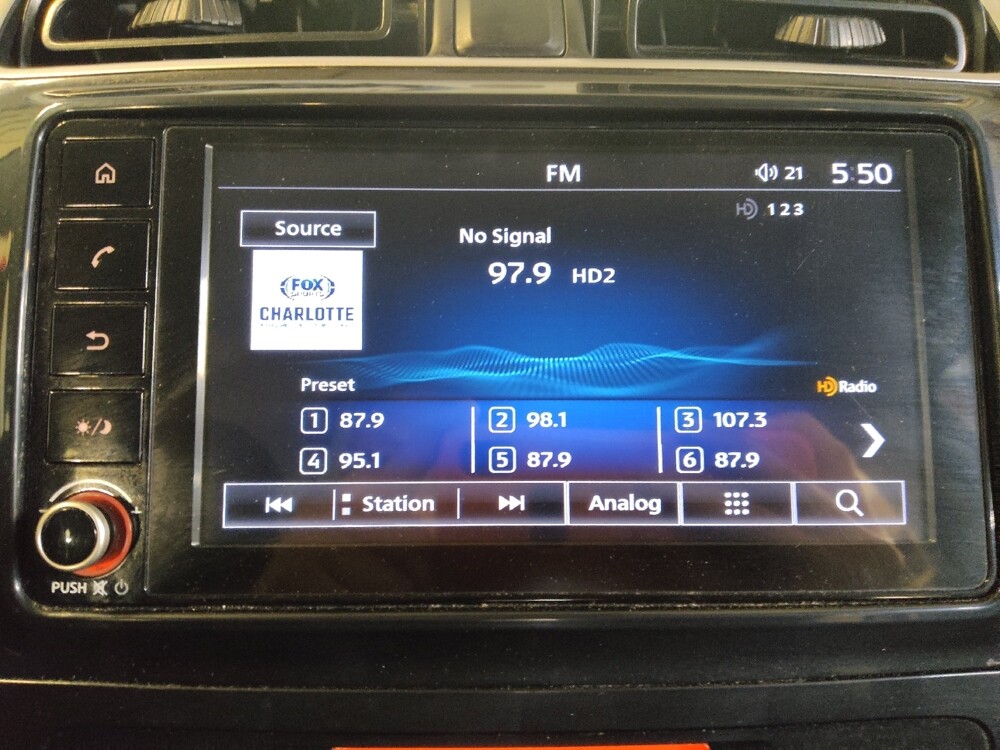 FM
21
5:50
HD 1 2 3
Source
No Signal
97.9 HD2
FOX
SPORTS
CHARLOTTE
Preset
HD Radio
1 87.9
2 98.1
3 107.3
4 95.1
5 87.9
6 87.9
Station
Analog
PUSH